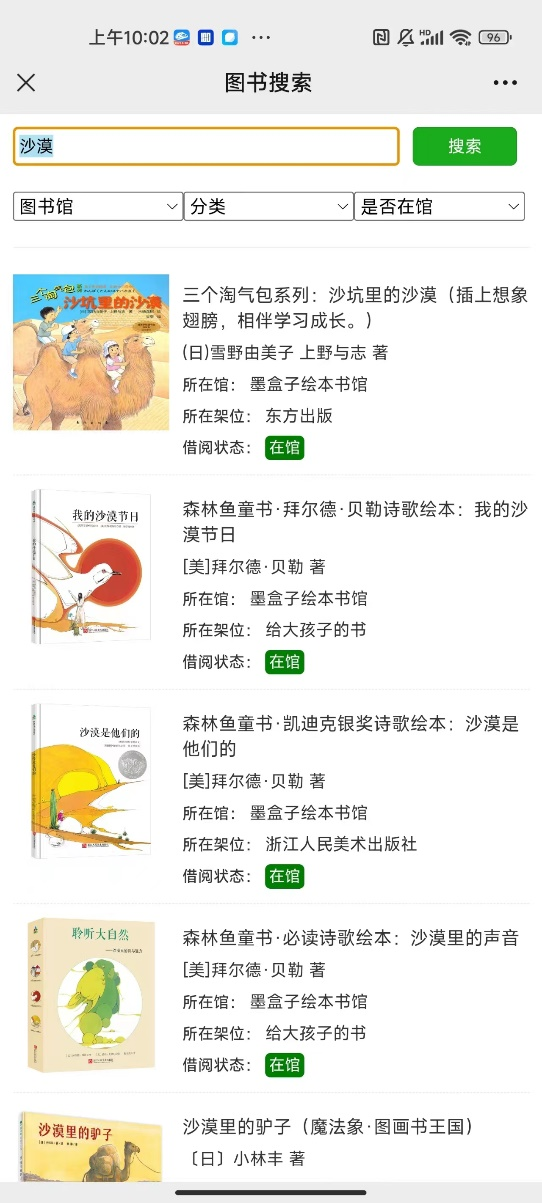 上午10:02
HD
96
图书搜索
沙漠
搜索
图书馆
分类
是否在馆
三个淘气包
沙坑里的沙漠
三个淘气包系列：沙坑里的沙漠（插上想象
翅膀，相伴学习成长。）
(日)雪野由美子 上野与志 著
所在馆： 墨盒子绘本书馆
所在架位： 东方出版
借阅状态： 在馆
我的沙漠节日
森林鱼童书·拜尔德·贝勒诗歌绘本：我的沙
漠节日
[美]拜尔德·贝勒 著
所在馆： 墨盒子绘本书馆
所在架位： 给大孩子的书
借阅状态： 在馆
沙漠是他们的
森林鱼童书·凯迪克银奖诗歌绘本：沙漠是
他们的
[美]拜尔德·贝勒 著
所在馆： 墨盒子绘本书馆
所在架位： 浙江人民美术出版社
借阅状态： 在馆
聆听大自然
森林鱼童书·必读诗歌绘本：沙漠里的声音
[美]拜尔德·贝勒 著
所在馆： 墨盒子绘本书馆
所在架位： 给大孩子的书
借阅状态： 在馆
沙漠里的驴子
沙漠里的驴子（魔法象·图画书王国）
〔日〕小林丰 著